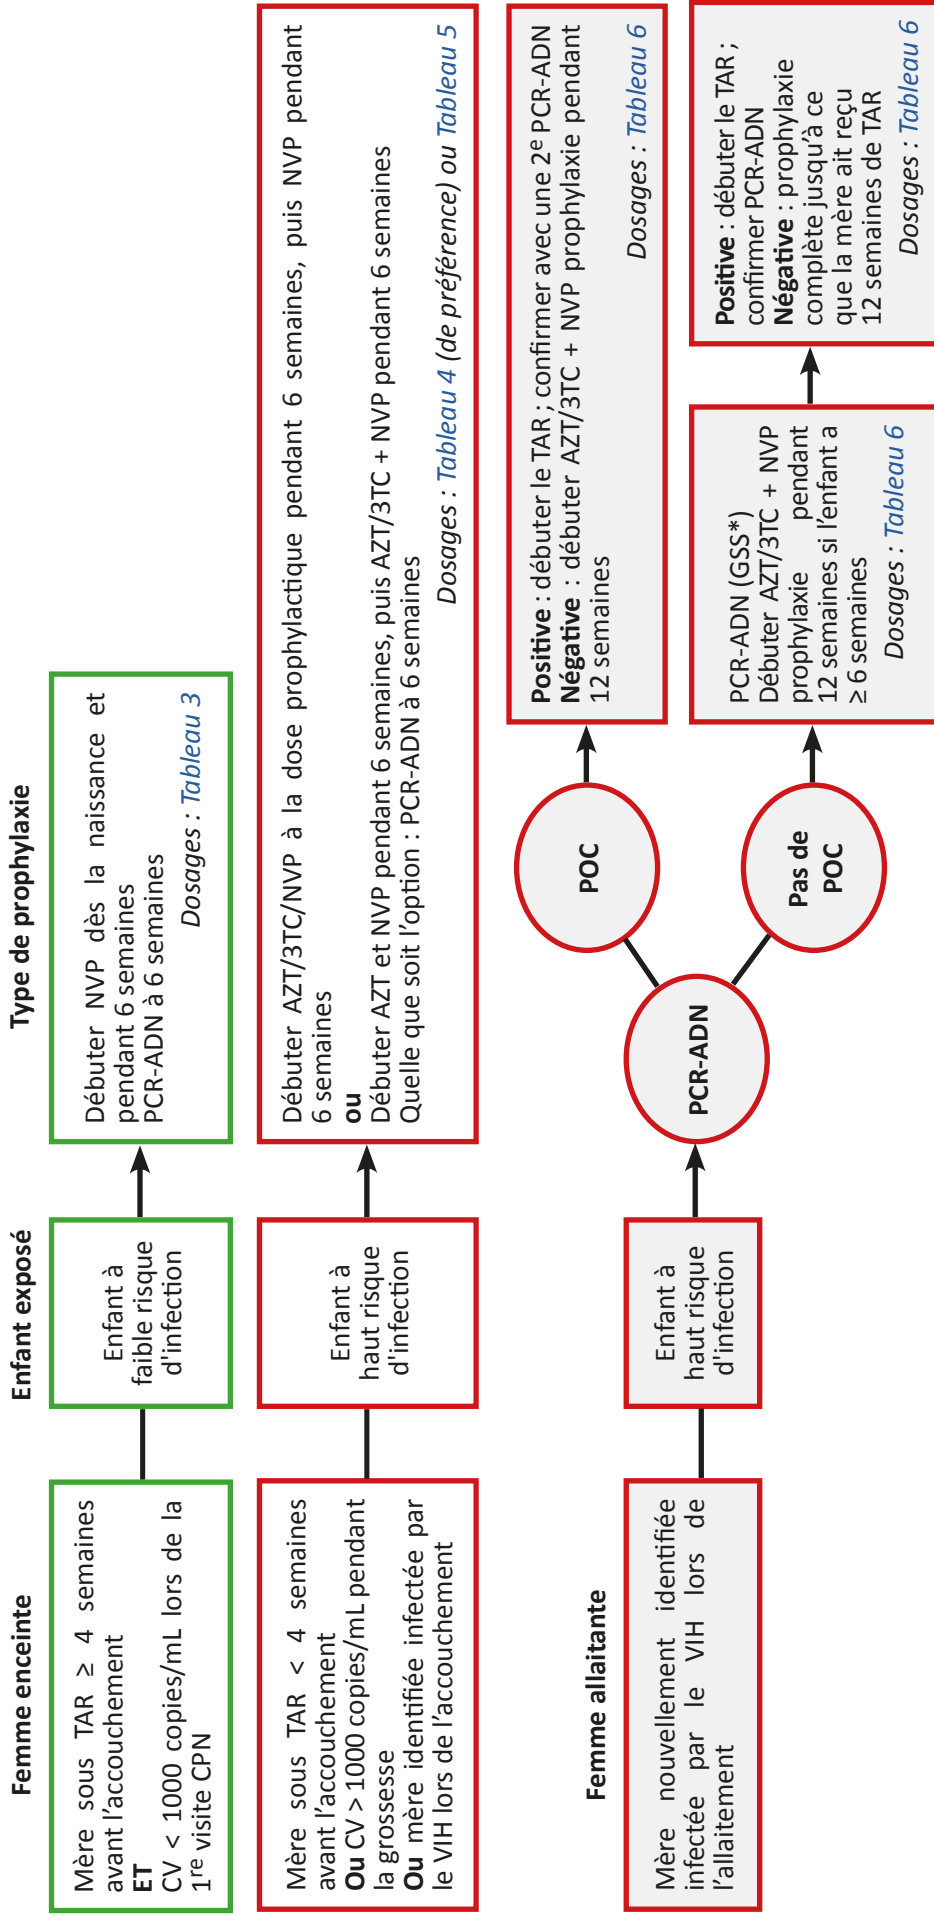 Femme enceinte
Enfant exposé
Type de prophylaxie
Mère sous TAR ≥ 4 semaines
avant l'accouchement
ET
CV < 1000 copies/mL lors de la
1re visite CPN
Enfant à
faible risque
d'infection
Débuter NVP dès la naissance et
pendant 6 semaines
PCR-ADN à 6 semaines
Dosages : Tableau 3
Mère sous TAR < 4 semaines
avant l'accouchement
Ou CV > 1000 copies/mL pendant
la grossesse
Ou mère identifiée infectée par
le VIH lors de l'accouchement
Enfant à
haut risque
d'infection
Débuter AZT/3TC/NVP à la dose prophylactique pendant 6 semaines, puis NVP pendant
6 semaines
ou
Débuter AZT et NVP pendant 6 semaines, puis AZT/3TC + NVP pendant 6 semaines
Quelle que soit l'option : PCR-ADN à 6 semaines
Dosages : Tableau 4 (de préférence) ou Tableau 5
Femme allaitante
Mère nouvellement identifiée
infectée par le VIH lors de
l'allaitement
Enfant à
haut risque
d'infection
PCR-ADN
POC
Positive : débuter le TAR ; confirmer avec une 2e PCR-ADN
Négative : débuter AZT/3TC + NVP prophylaxie pendant
12 semaines
Dosages : Tableau 6
Pas de
POC
PCR-ADN (GSS*)
Débuter AZT/3TC + NVP
prophylaxie pendant
12 semaines si l'enfant a
≥ 6 semaines
Dosages : Tableau 6
Positive : débuter le TAR ;
confirmer PCR-ADN
Négative : prophylaxie
complète jusqu'à ce
que la mère ait reçu
12 semaines de TAR
Dosages : Tableau 6